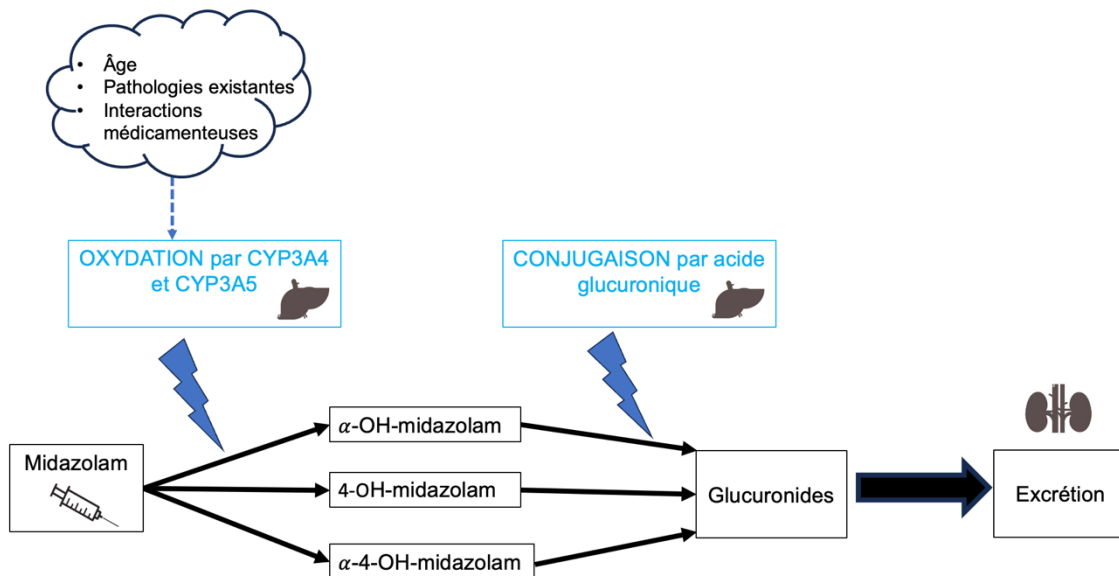 • Âge
• Pathologies existantes
• Interactions
médicamenteuses
OXYDATION par CYP3A4
et CYP3A5
CONJUGAISON par acide
glucuronique
Midazolam
𝛼-OH-midazolam
4-OH-midazolam
𝛼-4-OH-midazolam
Glucuronides
Excrétion